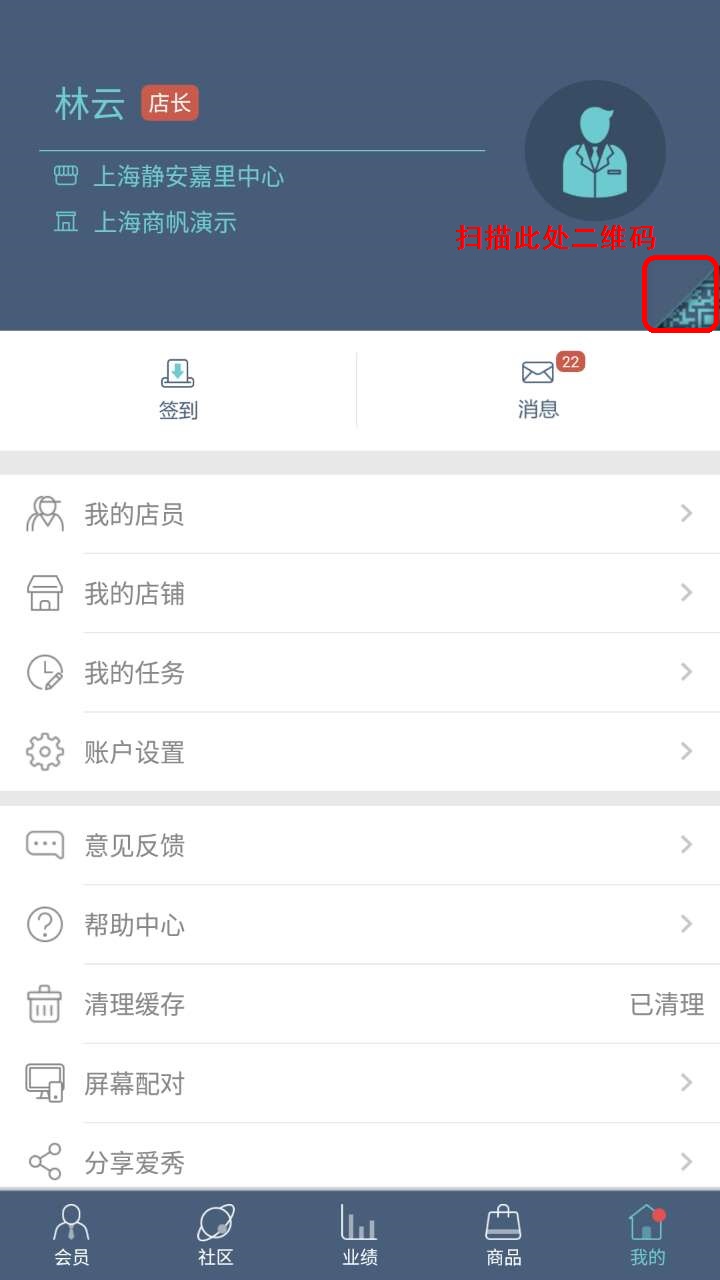 林云 店长
上海静安嘉里中心
上海商帆演示
扫描此处二维码
签到
22
消息
我的店员
我的店铺
我的任务
账户设置
意见反馈
帮助中心
清理缓存 已清理
屏幕配对
分享爱秀
会员 社区 业绩 商品 我的